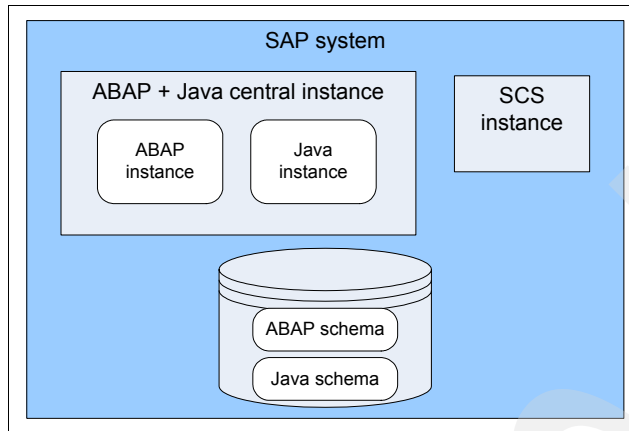 SAP system
ABAP + Java central instance
ABAP
instance
Java
instance
SCS
instance
ABAP schema
Java schema